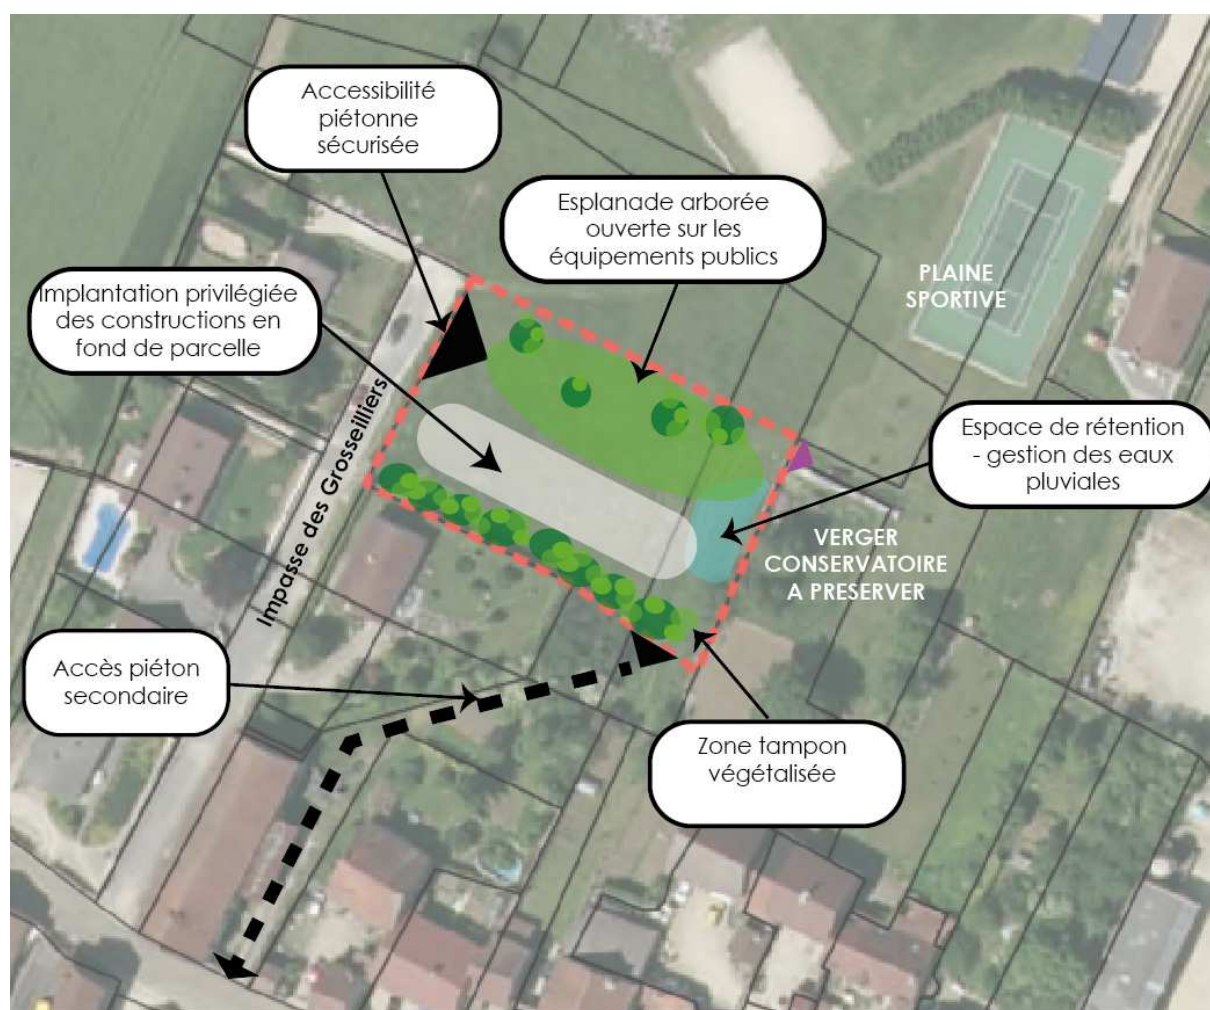 Accessibilité
piétonne
sécurisée
Esplanade arborée
ouverte sur les
équipements publics
Implantation privilégiée
des constructions en
fond de parcelle
PLAINE
SPORTIVE
Impasse des Grosseilliers
Espace de rétention
- gestion des eaux
pluviales
VERGER
CONSERVATOIRE
A PRESERVER
Accès piéton
secondaire
Zone tampon
végétalisée